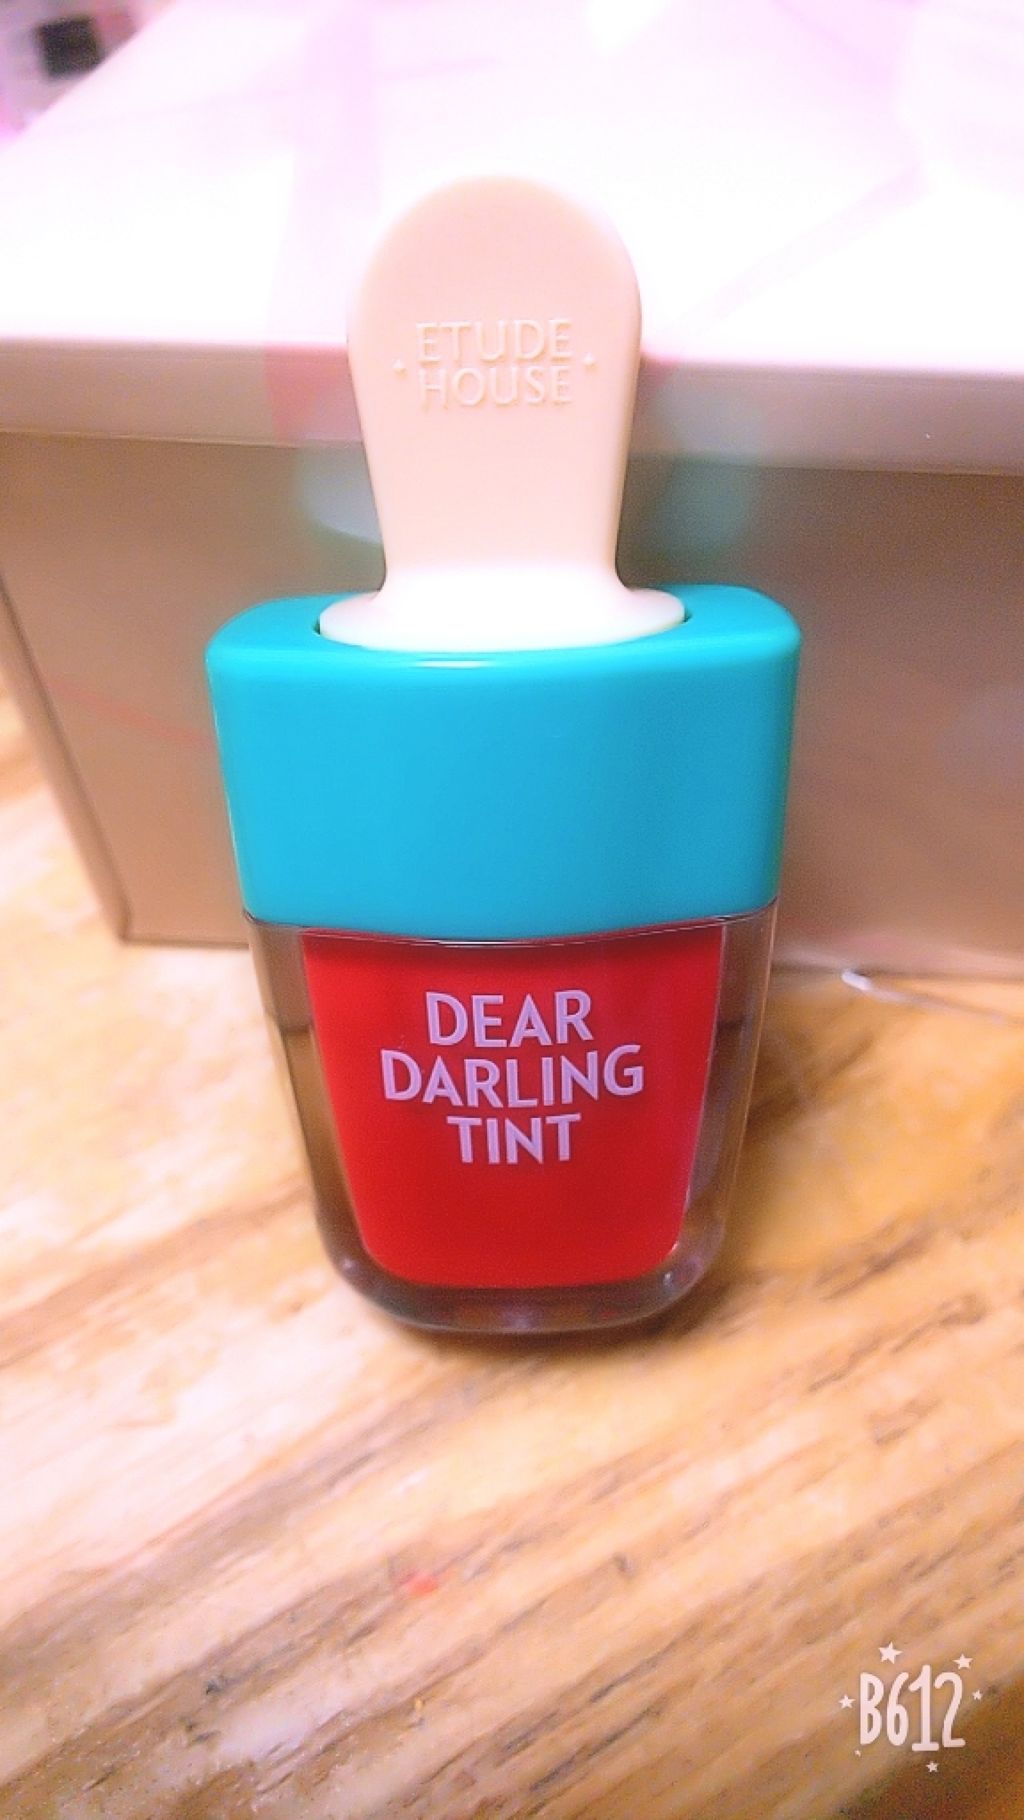 ETUDE
HOUSE
DEAR
DARLING
TINT
B612